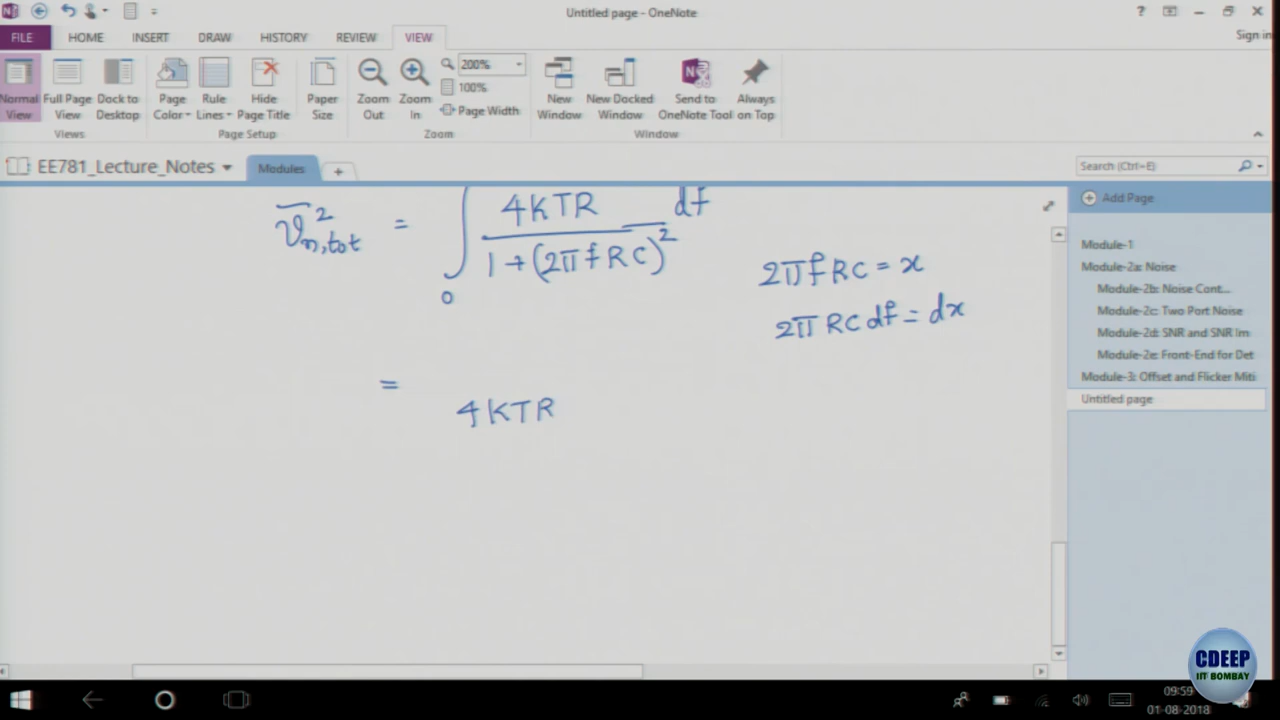 Untitled page - OneNote
FILE HOME INSERT DRAW HISTORY REVIEW VIEW Sign in
Normal View Full Page View Dock to Desktop Page Color Rule Lines Hide Page Title Paper Size Zoom Out Zoom In 200% 100% Page Width New Window New Docked Window Send to OneNote Tool Always on Top
Views Page Setup Zoom Window
EE781_Lecture_Notes Modules + Search (Ctrl+E)
Add Page
Module-1
Module-2a: Noise
Module-2b: Noise Cont...
Module-2c: Two Port Noise
Module-2d: SNR and SNR Im
Module-2e: Front-End for Det
Module-3: Offset and Flicker Miti
Untitled page
v̅²n,tot = ∫₀ 4KTR / 1+(2πfRC)² df
2πfRC = x
2πRC df = dx
=
4KTR
CDEEP
IIT BOMBAY
09:59
01-08-2018